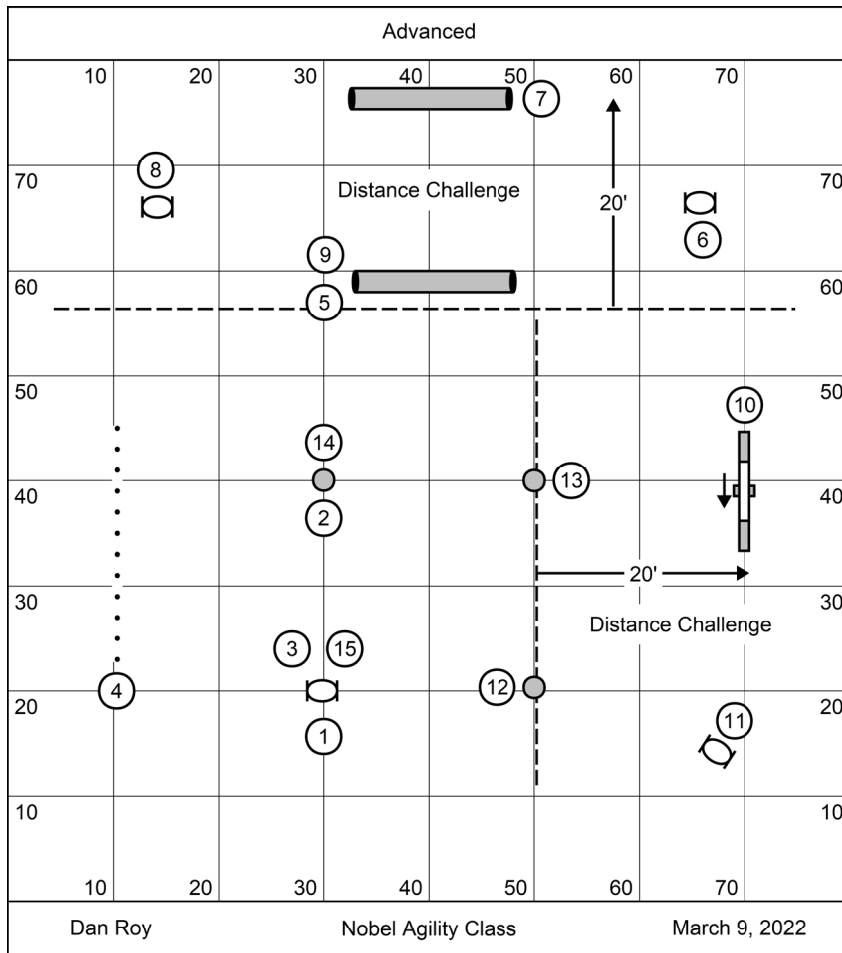 Advanced
10 20 30 40 50 60 70
7
8
70 Distance Challenge 20' 70
6
9
60 60
5
50 50
10
14
40 13 40
2
20'
30 30
Distance Challenge
3 15
12
4
20 20
11
1
10 10
10 20 30 40 50 60 70
Dan Roy Nobel Agility Class March 9, 2022